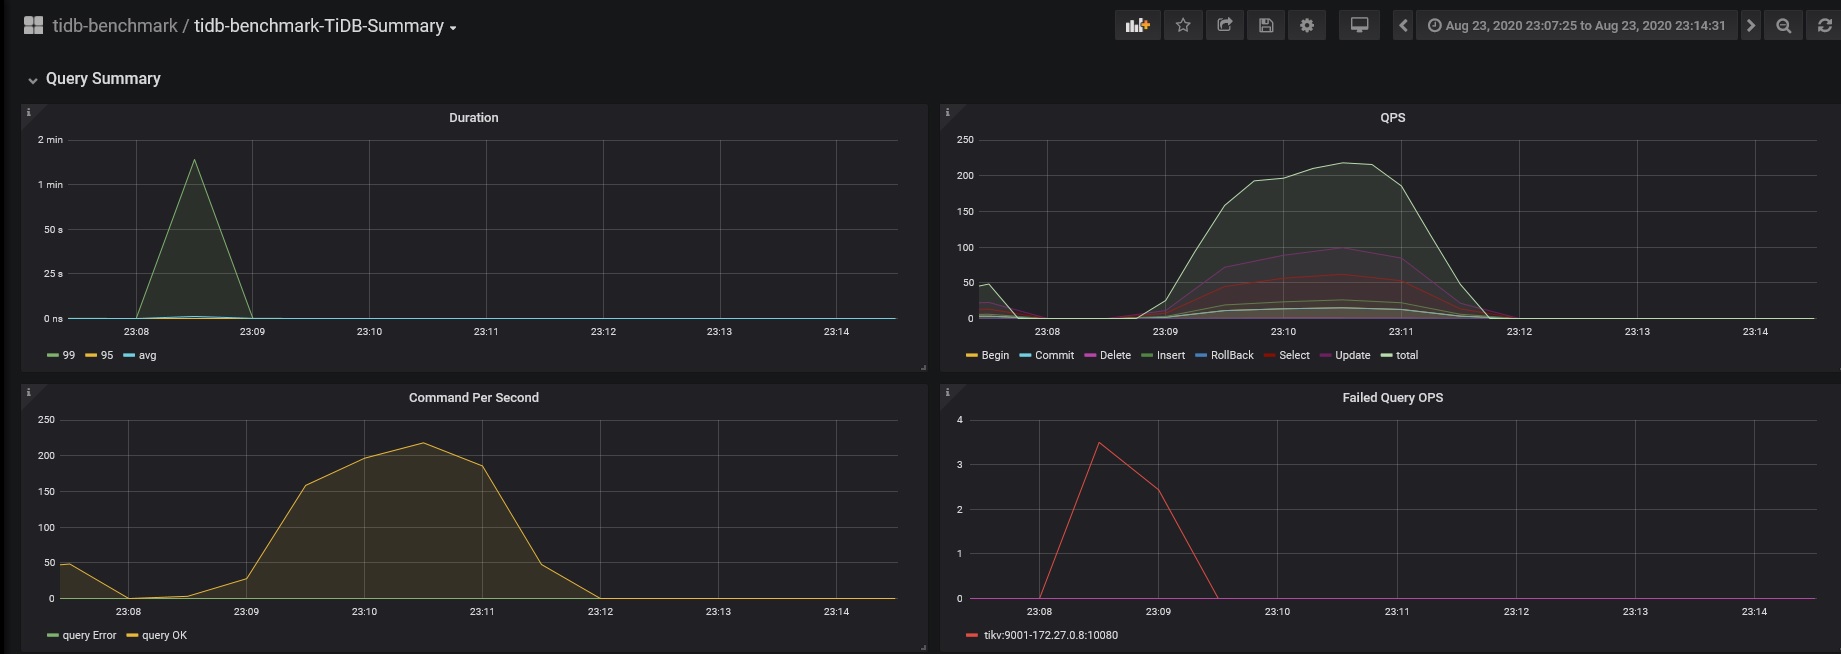 tidb-benchmark / tidb-benchmark-TiDB-Summary
Aug 23, 2020 23:07:25 to Aug 23, 2020 23:14:31
Query Summary
Duration
2 min
1 min
50 s
25 s
0 ns
23:08 23:09 23:10 23:11 23:12 23:13 23:14
99 95 avg
QPS
250
200
150
100
50
0
23:08 23:09 23:10 23:11 23:12 23:13 23:14
Begin Commit Delete Insert RollBack Select Update total
Command Per Second
250
200
150
100
50
0
23:08 23:09 23:10 23:11 23:12 23:13 23:14
query Error query OK
Failed Query OPS
4
3
2
1
0
23:08 23:09 23:10 23:11 23:12 23:13 23:14
tikv:9001-172.27.0.8:10080